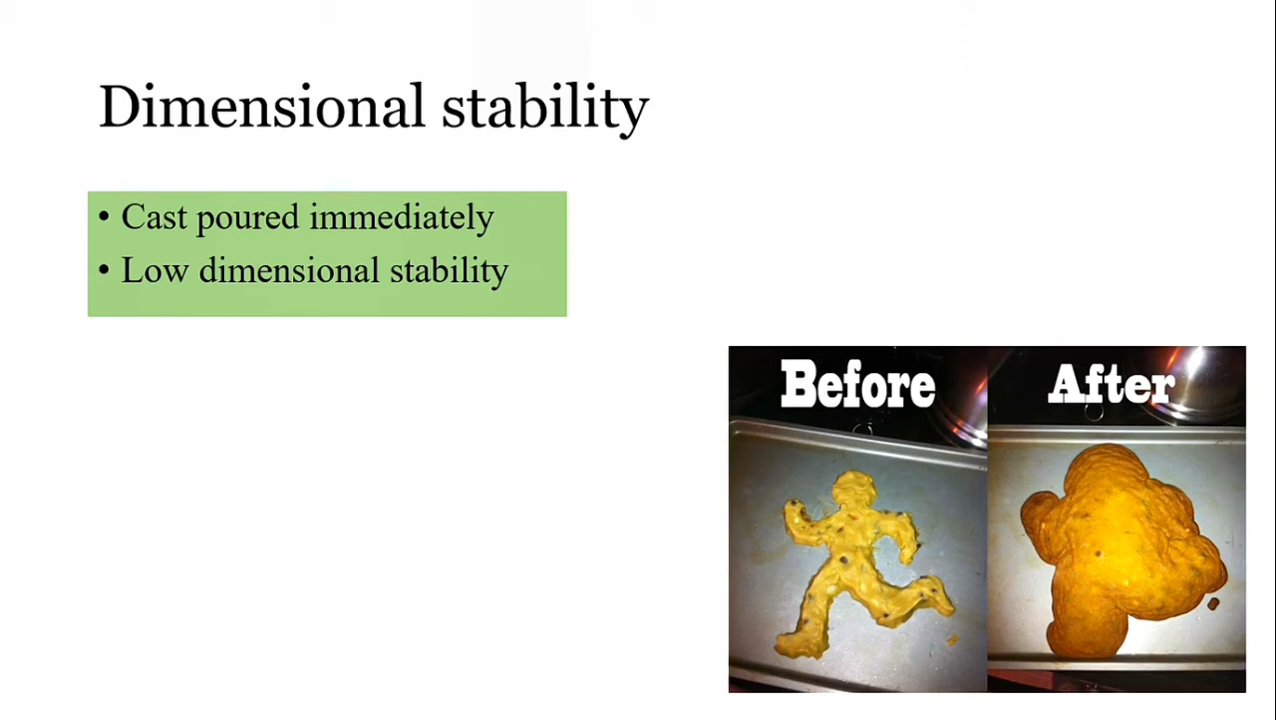 Dimensional stability
• Cast poured immediately
• Low dimensional stability
Before
After